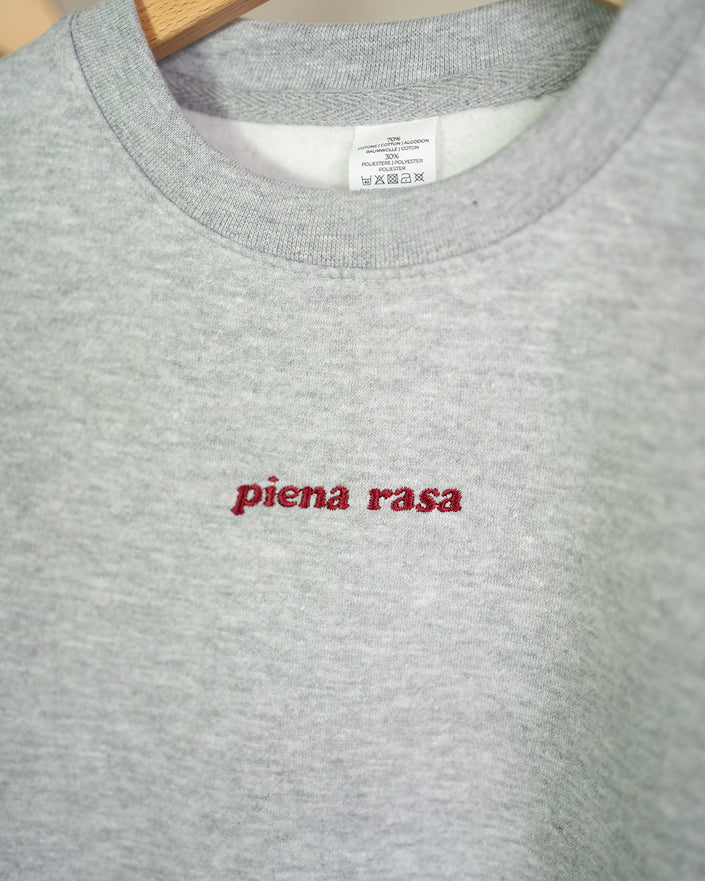 70%
COTONE | COTTON | ALGODON
BAUMWOLLE | COTON
30%
POLIESTERE | POLYESTER
POLIESTER
piena rasa